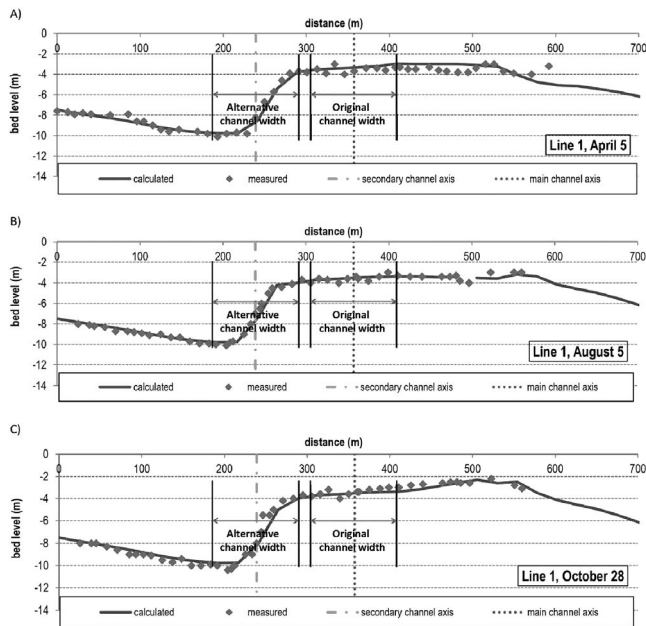 A)
distance (m)
0 100 200 300 400 500 600 700
0
-2
-4
-6
-8
-10
-12
-14
bed level (m)
Alternative channel width
Original channel width
Line 1, April 5
calculated measured secondary channel axis main channel axis
B)
distance (m)
0 100 200 300 400 500 600 700
0
-2
-4
-6
-8
-10
-12
-14
bed level (m)
Alternative channel width
Original channel width
Line 1, August 5
calculated measured secondary channel axis main channel axis
C)
distance (m)
0 100 200 300 400 500 600 700
0
-2
-4
-6
-8
-10
-12
-14
bed level (m)
Alternative channel width
Original channel width
Line 1, October 28
calculated measured secondary channel axis main channel axis